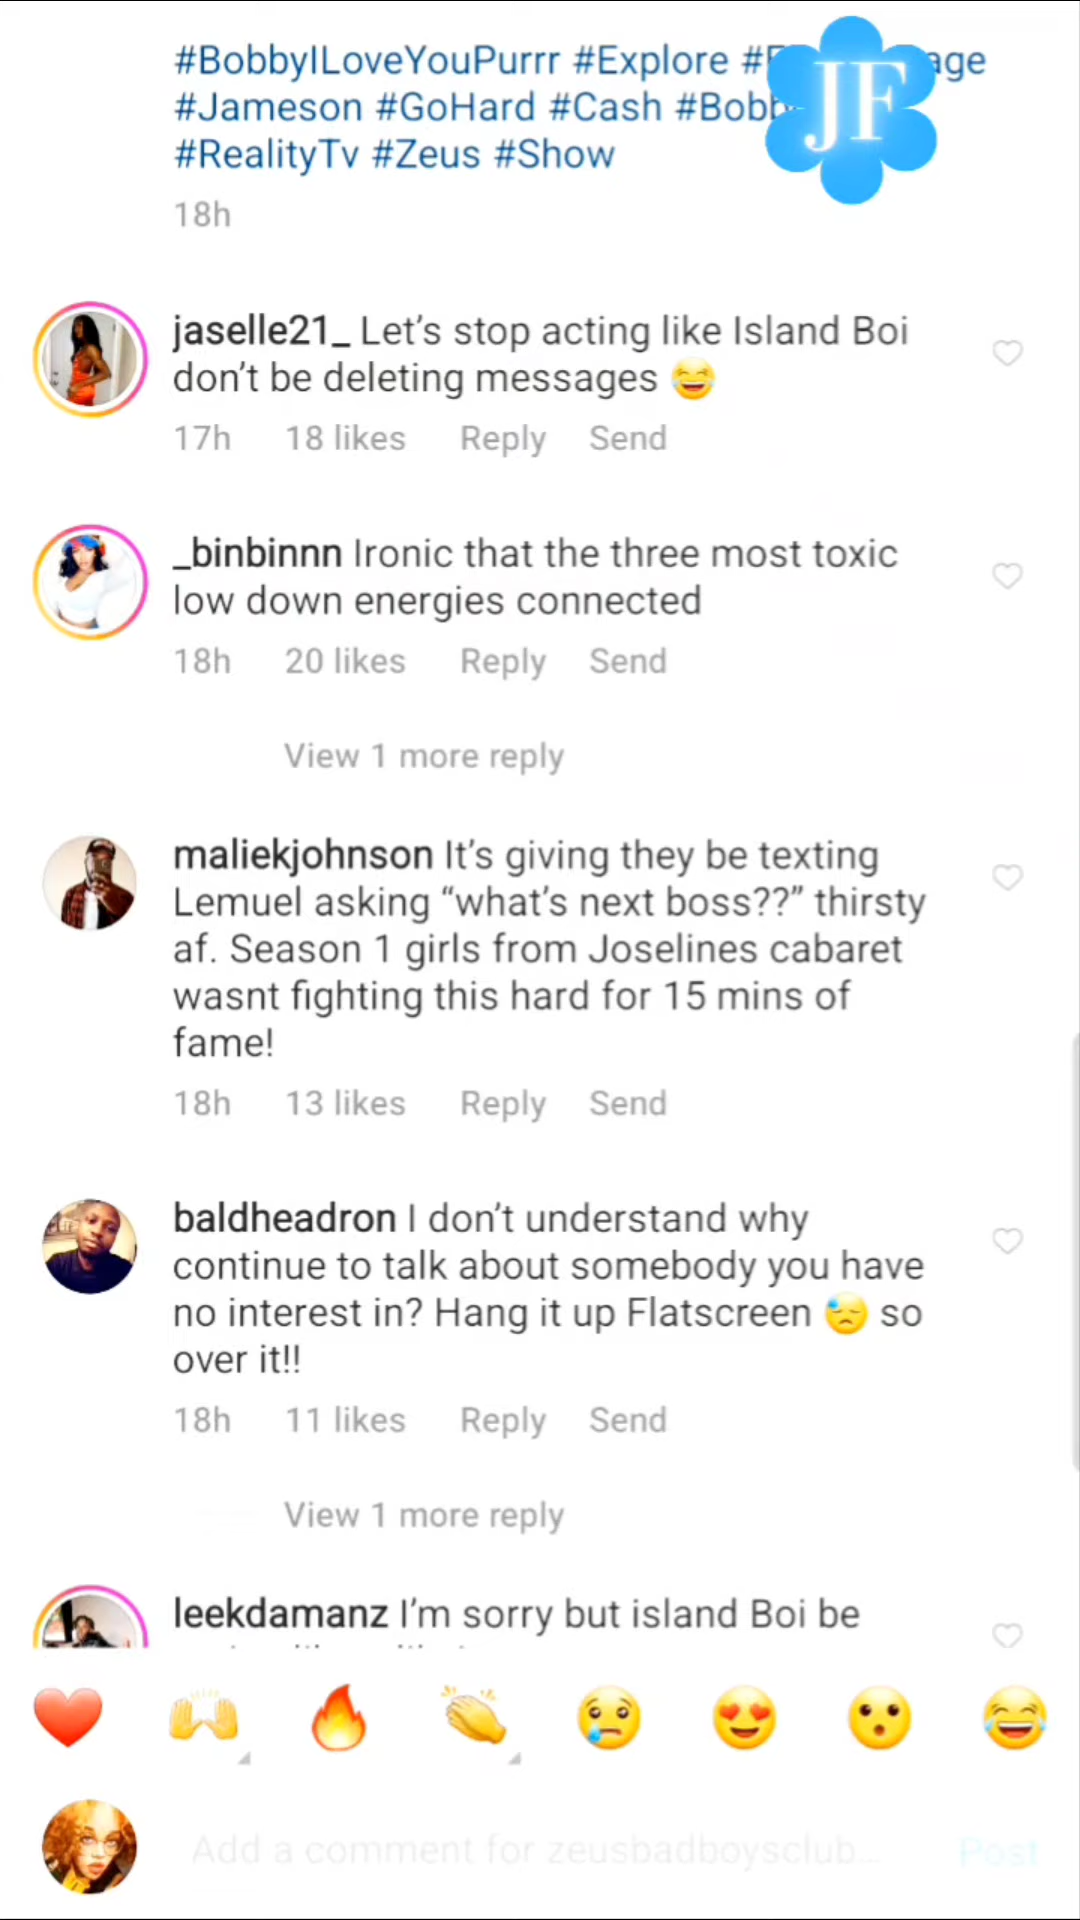 #BobbyILoveYouPurrr #Explore
#Jameson #GoHard #Cash
#RealityTv #Zeus #Show
JF
18h
jaselle21_ Let’s stop acting like Island Boi
don’t be deleting messages 😂
17h 18 likes Reply Send
_binbinnn Ironic that the three most toxic
low down energies connected
18h 20 likes Reply Send
View 1 more reply
maliekjohnson It’s giving they be texting
Lemuel asking “what’s next boss??” thirsty
af. Season 1 girls from Joselines cabaret
wasnt fighting this hard for 15 mins of
fame!
18h 13 likes Reply Send
baldheadron I don’t understand why
continue to talk about somebody you have
no interest in? Hang it up Flatscreen 😓 so
over it!!
18h 11 likes Reply Send
View 1 more reply
leekdamanz I’m sorry but island Boi be
Add a comment for zeusbadboysclub...
Post